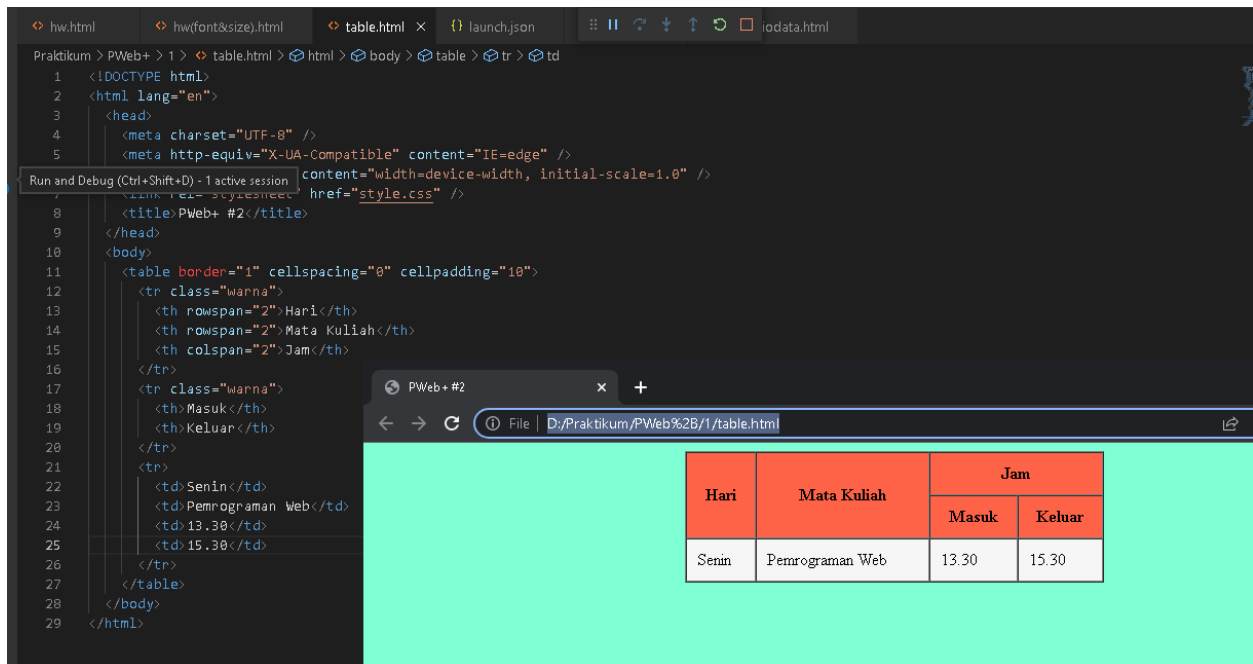 hw.html hw(font&size).html table.html {} launch.json iodata.html
Praktikum > PWeb+ > 1 > table.html > html > body > table > tr > td
1 <!DOCTYPE html>
2 <html lang="en">
3 <head>
4 <meta charset="UTF-8" />
5 <meta http-equiv="X-UA-Compatible" content="IE=edge" />
Run and Debug (Ctrl+Shift+D) - 1 active session content="width=device-width, initial-scale=1.0" />
<link rel="stylesheet" href="style.css" />
8 <title>PWeb+ #2</title>
9 </head>
10 <body>
11 <table border="1" cellspacing="0" cellpadding="10">
12 <tr class="warna">
13 <th rowspan="2">Hari</th>
14 <th rowspan="2">Mata Kuliah</th>
15 <th colspan="2">Jam</th>
16 </tr>
17 <tr class="warna">
18 <th>Masuk</th>
19 <th>Keluar</th>
20 </tr>
21 <tr>
22 <td>Senin</td>
23 <td>Pemrograman Web</td>
24 <td>13.30</td>
25 <td>15.30</td>
26 </tr>
27 </table>
28 </body>
29 </html>
PWeb+ #2
File D:/Praktikum/PWeb%2B/1/table.html
Hari Mata Kuliah Jam
Masuk Keluar
Senin Pemrograman Web 13.30 15.30